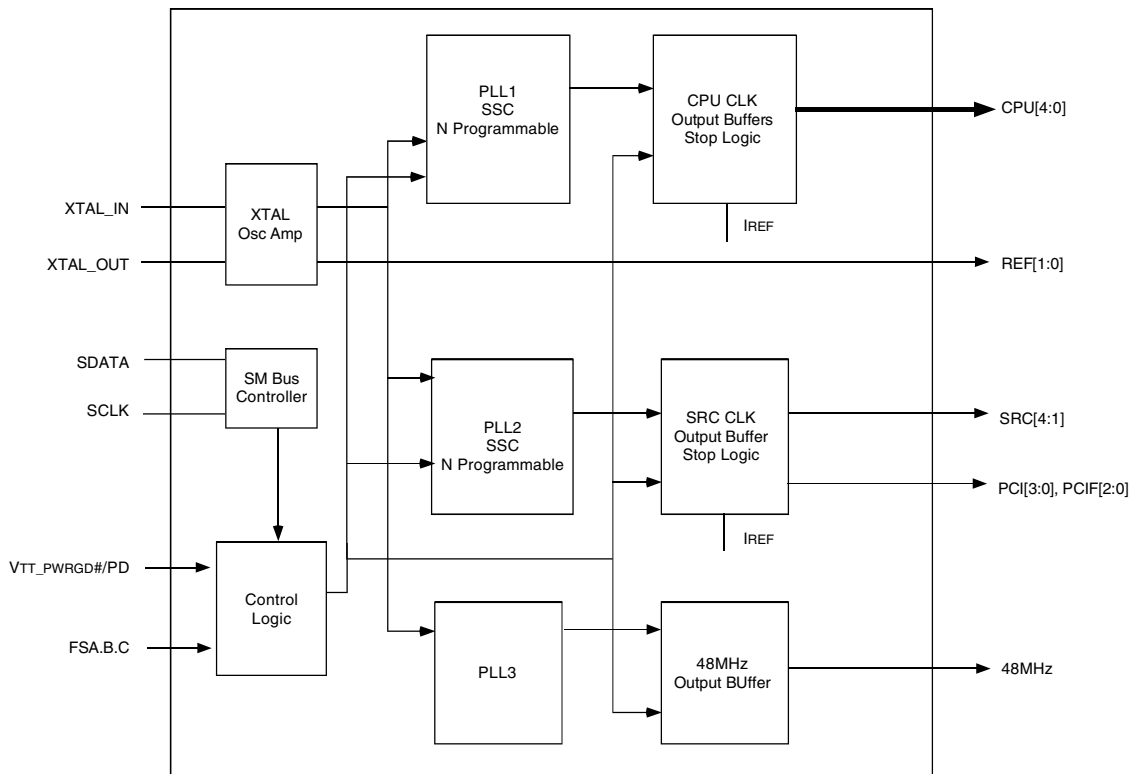 PLL1
SSC
N Programmable
CPU CLK
Output Buffers
Stop Logic
CPU[4:0]
XTAL_IN
XTAL
Osc Amp
IREF
XTAL_OUT
REF[1:0]
SDATA
SM Bus
Controller
SCLK
PLL2
SSC
N Programmable
SRC CLK
Output Buffer
Stop Logic
SRC[4:1]
PCI[3:0], PCIF[2:0]
IREF
VTT_PWRGD#/PD
Control
Logic
FSA.B.C
PLL3
48MHz
Output BUffer
48MHz